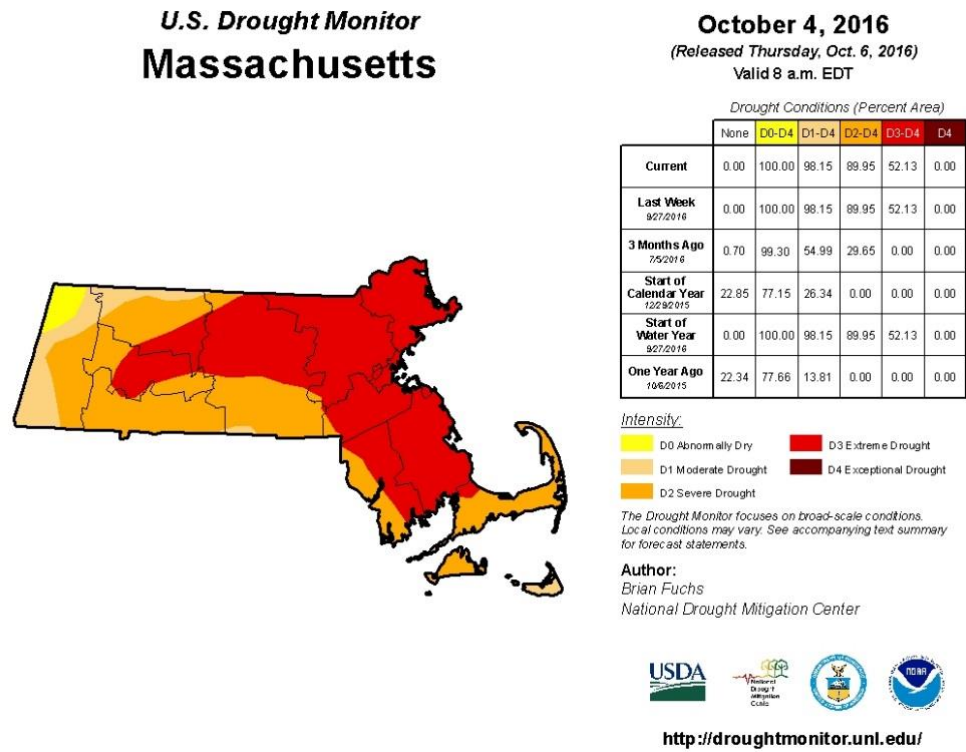 U.S. Drought Monitor
Massachusetts
October 4, 2016
(Released Thursday, Oct. 6, 2016)
Valid 8 a.m. EDT
Drought Conditions (Percent Area)
None D0-D4 D1-D4 D2-D4 D3-D4 D4
Current 0.00 100.00 98.15 89.95 52.13 0.00
Last Week
9/27/2016
0.00 100.00 98.15 89.95 52.13 0.00
3 Months Ago
7/5/2016
0.70 99.30 54.99 29.65 0.00 0.00
Start of
Calendar Year
12/29/2015
22.85 77.15 26.34 0.00 0.00 0.00
Start of
Water Year
9/27/2016
0.00 100.00 98.15 89.95 52.13 0.00
One Year Ago
10/6/2015
22.34 77.66 13.81 0.00 0.00 0.00
Intensity:
D0 Abnormally Dry
D1 Moderate Drought
D2 Severe Drought
D3 Extreme Drought
D4 Exceptional Drought
The Drought Monitor focuses on broad-scale conditions.
Local conditions may vary. See accompanying text summary
for forecast statements.
Author:
Brian Fuchs
National Drought Mitigation Center
USDA
National
Drought
Mitigation
Center
NOAA
http://droughtmonitor.unl.edu/